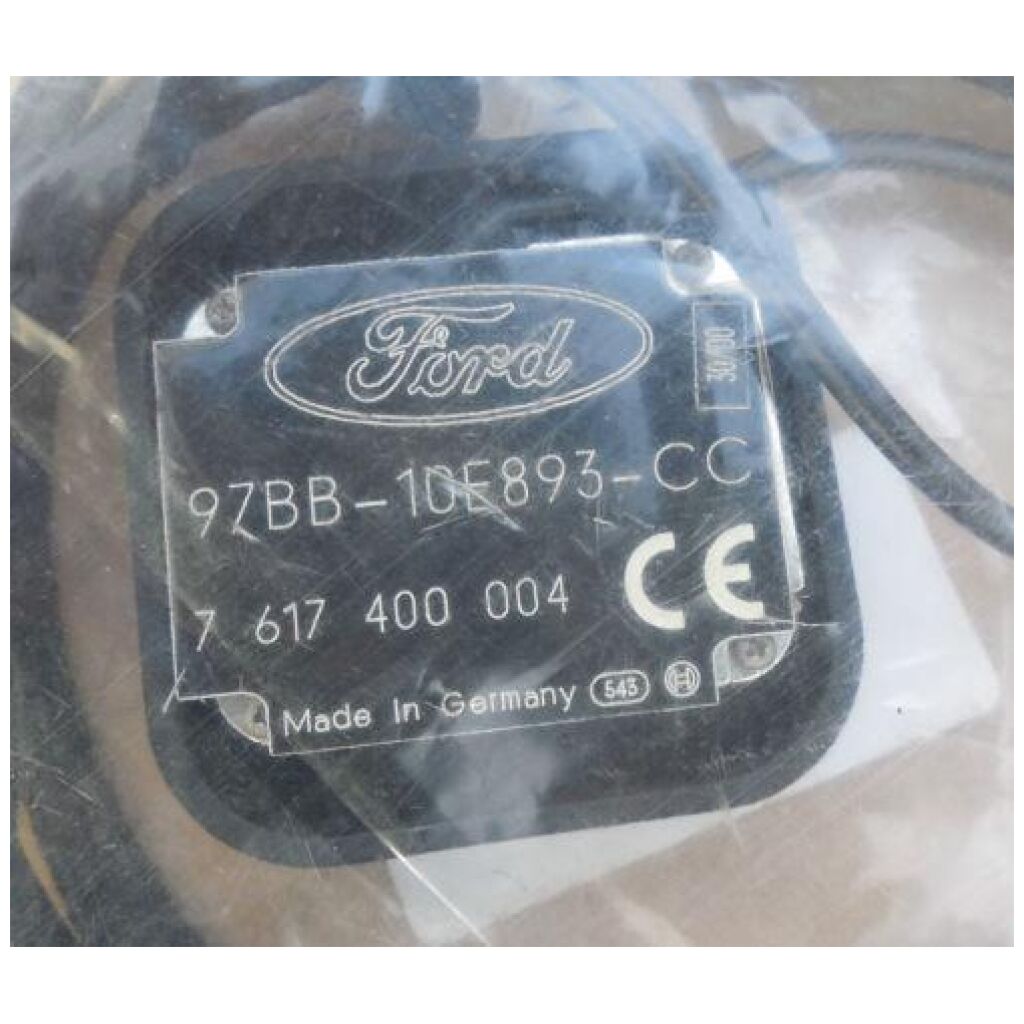 Ford
30/00
97BB-10E893-CC
7 617 400 004
CE
Made In Germany 543